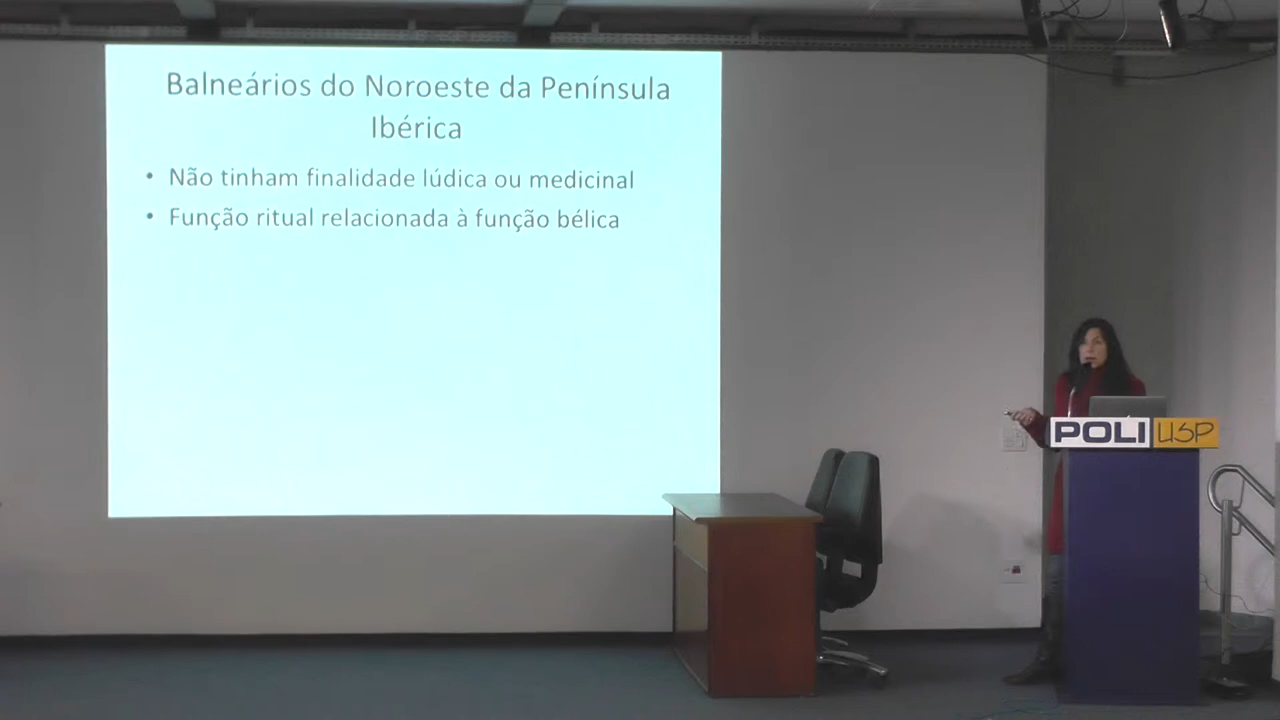 Balneários do Noroeste da Península
Ibérica
• Não tinham finalidade lúdica ou medicinal
• Função ritual relacionada à função bélica
POLI USP